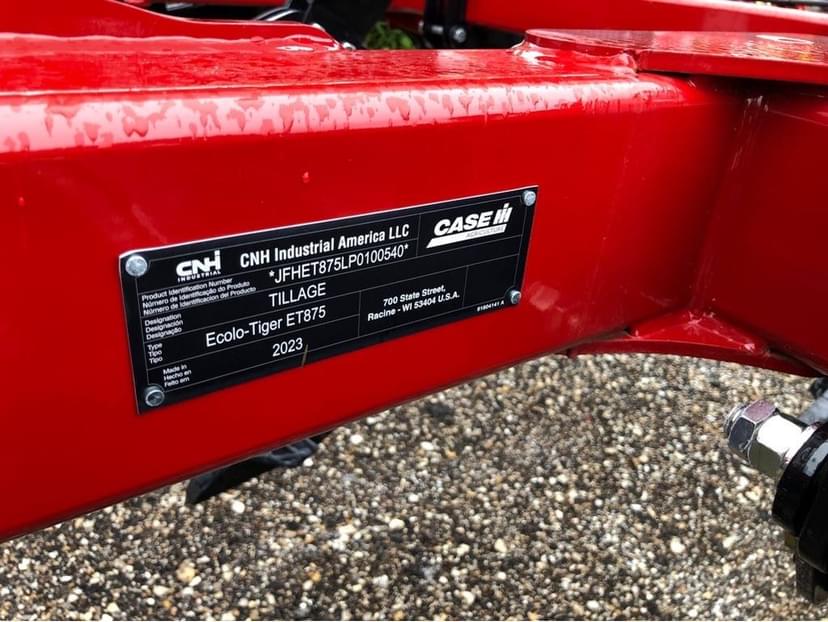 CNH
INDUSTRIAL
CNH Industrial America LLC
CASE IH
AGRICULTURE
Product Identification Number
Número de Identificação do Produto
Número de Identificacion del Producto
*JFHET875LP0100540*
Designation
Designação
Designación
TILLAGE
Type
Tipo
Tipo
Ecolo-Tiger ET875
700 State Street,
Racine - WI 53404 U.S.A.
Made in
Hecho en
Feito em
2023
51604141 A